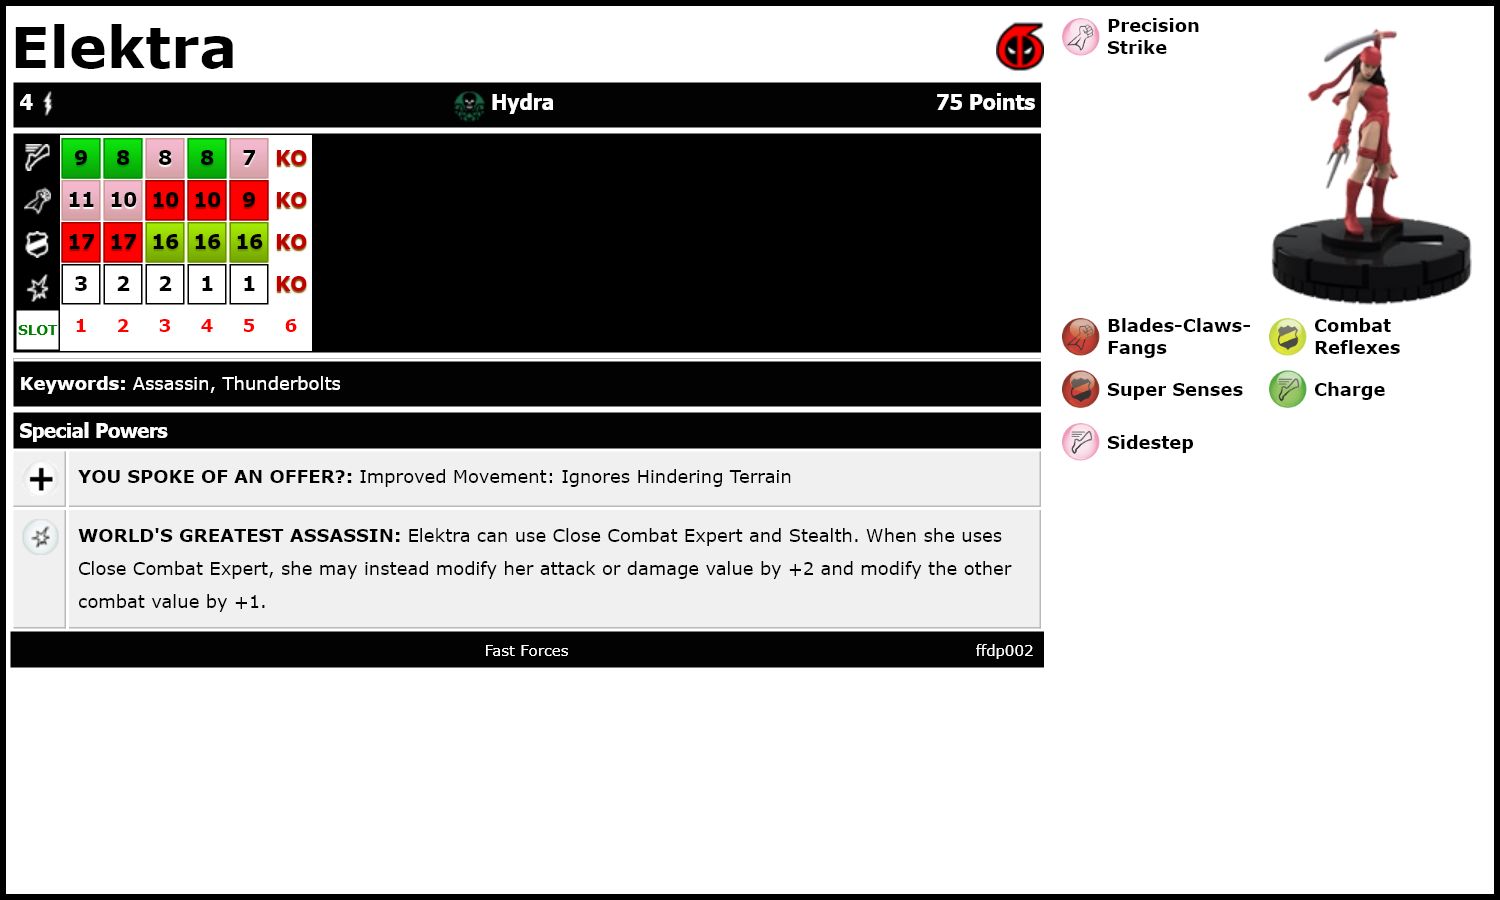 Elektra
4
Hydra
75 Points
9 8 8 8 7 KO
11 10 10 10 9 KO
17 17 16 16 16 KO
3 2 2 1 1 KO
SLOT 1 2 3 4 5 6
Keywords: Assassin, Thunderbolts
Special Powers
YOU SPOKE OF AN OFFER?: Improved Movement: Ignores Hindering Terrain
WORLD'S GREATEST ASSASSIN: Elektra can use Close Combat Expert and Stealth. When she uses
Close Combat Expert, she may instead modify her attack or damage value by +2 and modify the other
combat value by +1.
Fast Forces
ffdp002
Precision
Strike
Blades-Claws-
Fangs
Combat
Reflexes
Super Senses
Charge
Sidestep